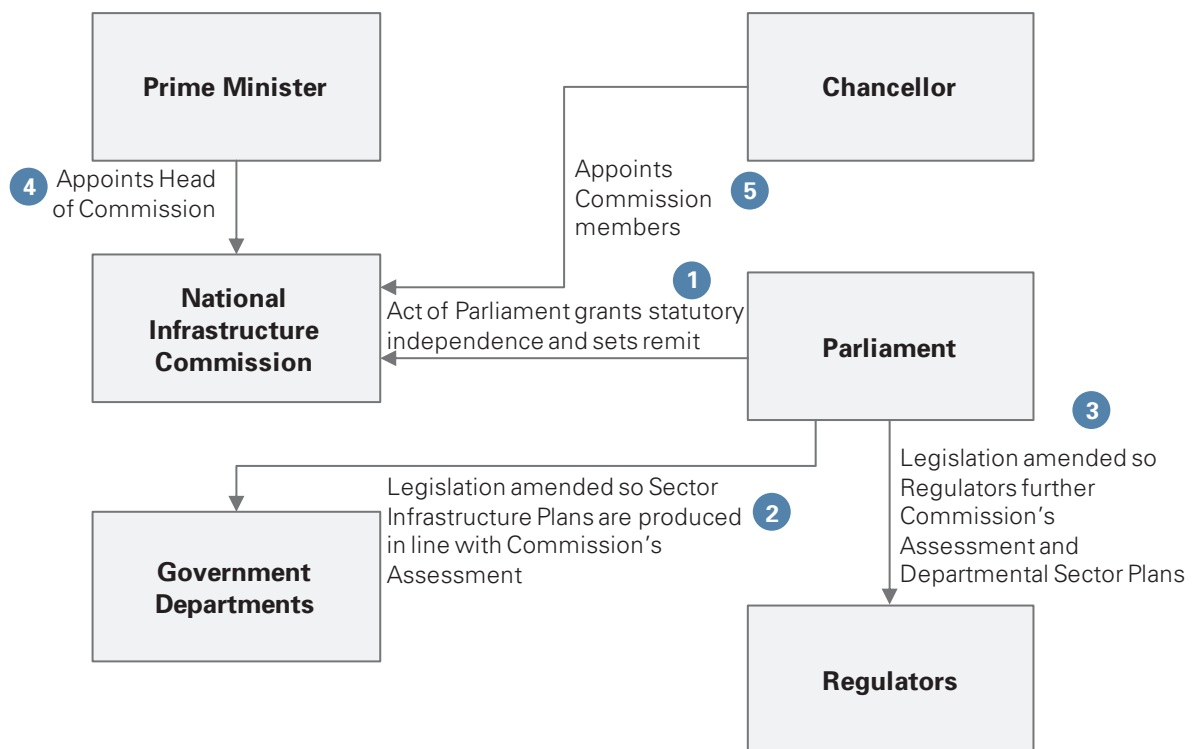 Prime Minister
Chancellor
4
Appoints Head
of Commission
Appoints
Commission
members
5
National
Infrastructure
Commission
1
Act of Parliament grants statutory
independence and sets remit
Parliament
3
Legislation amended so
Regulators further
Commission's
Assessment and
Departmental Sector Plans
Legislation amended so Sector
Infrastructure Plans are produced
in line with Commission's
Assessment
2
Government
Departments
Regulators